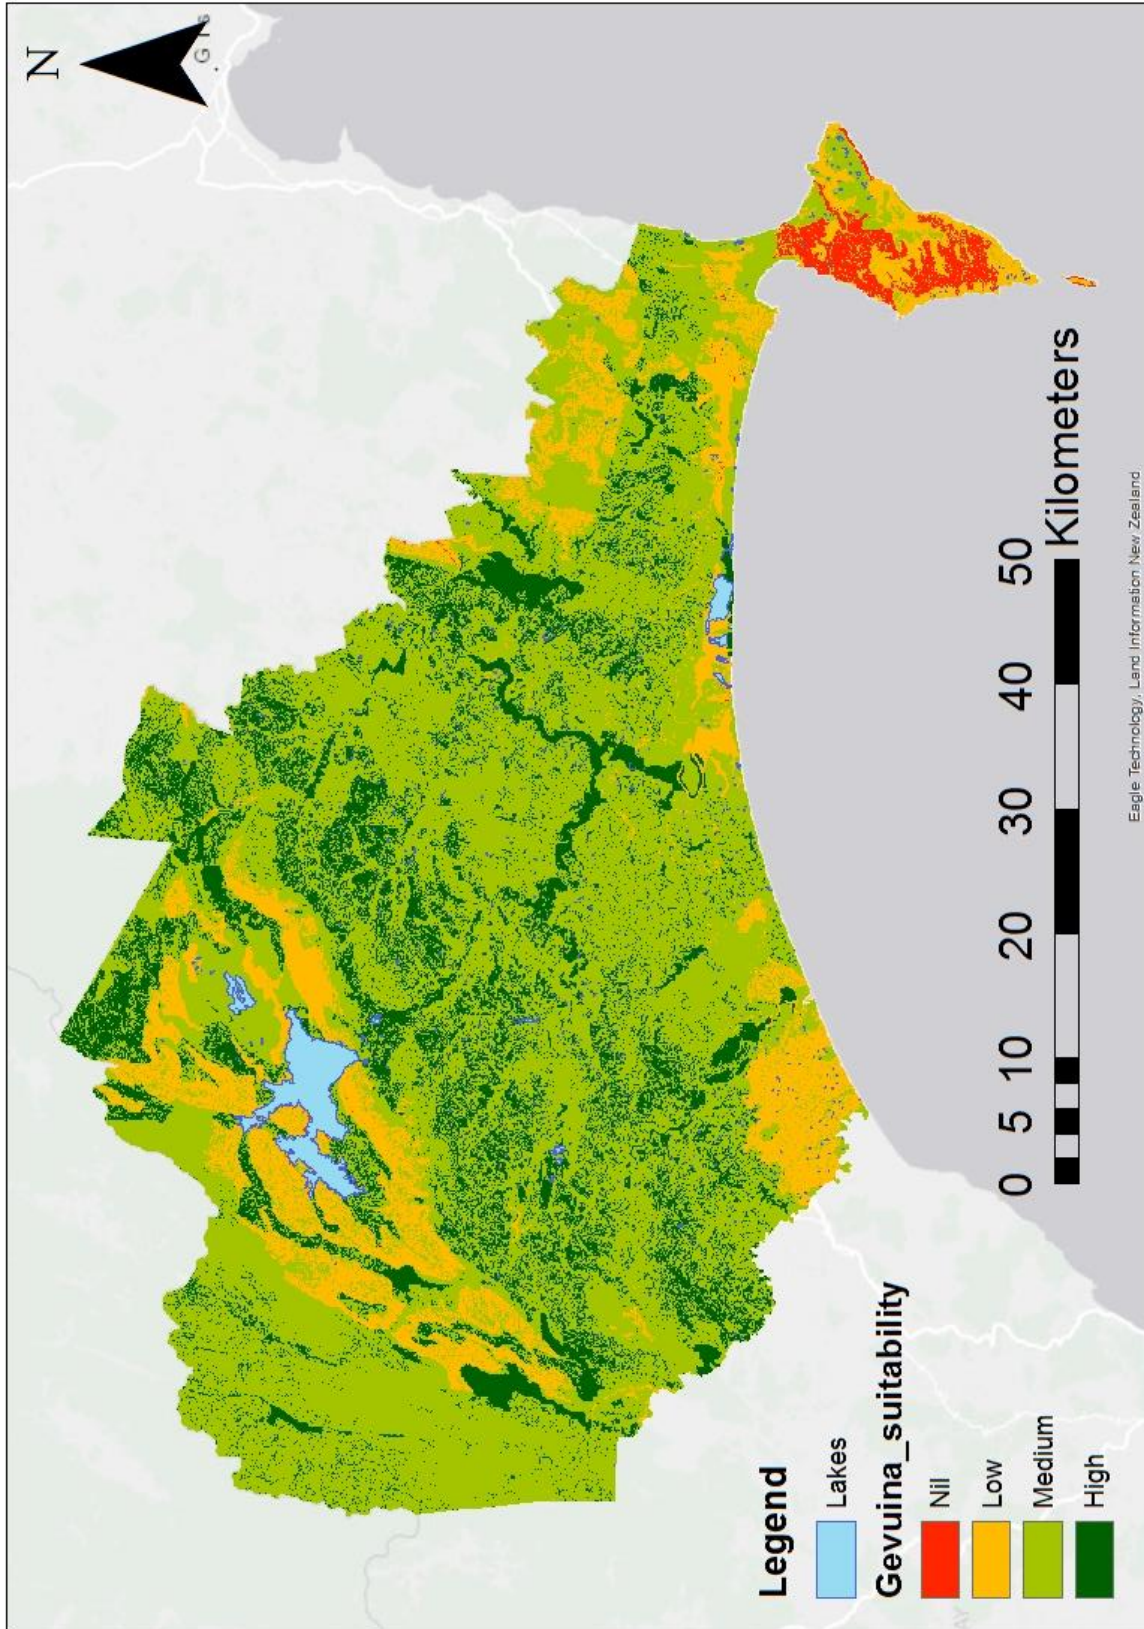 N
G I S
Legend
Lakes
Gevuina_suitability
Nil
Low
Medium
High
0 5 10 20 30 40 50
Kilometers
Eagle Technology, Land Information New Zealand